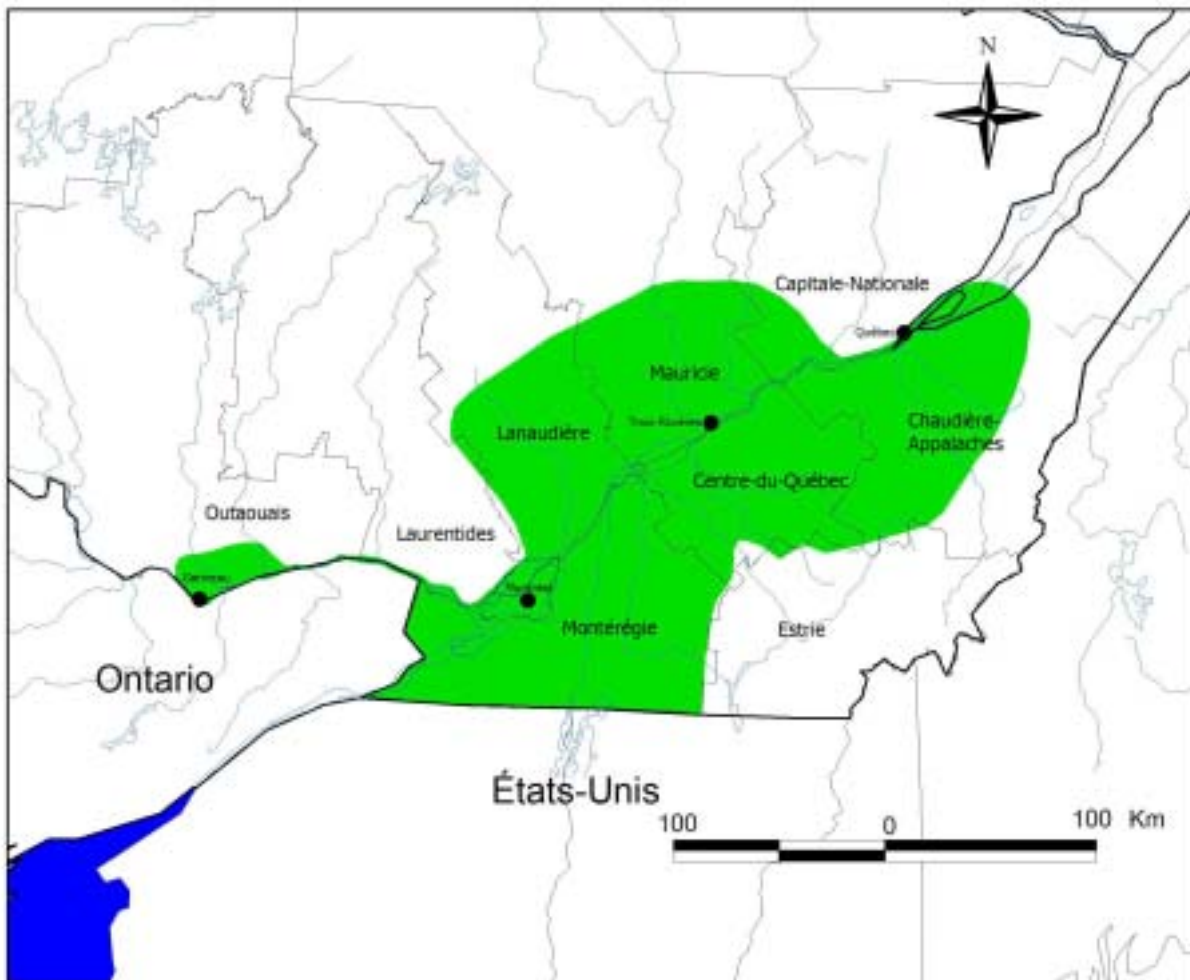 N
Capitale-Nationale
Québec
Mauricie
Trois-Rivières
Lanaudière
Chaudière-
Appalaches
Centre-du-Québec
Outaouais
Laurentides
Montréal
Montérégie
Estrie
Ontario
États-Unis
100 0 100 Km